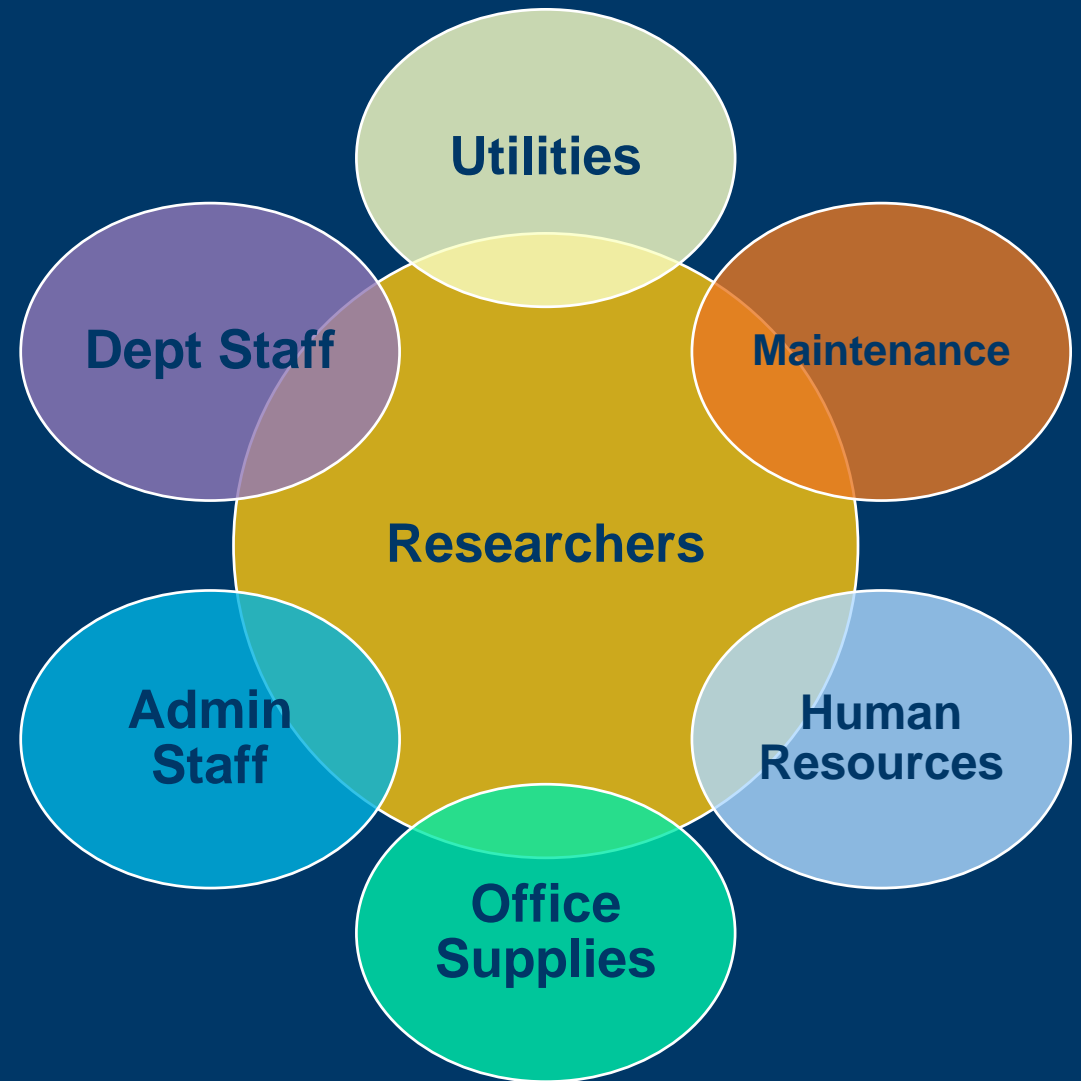 Utilities
Dept Staff
Maintenance
Researchers
Admin
Staff
Human
Resources
Office
Supplies